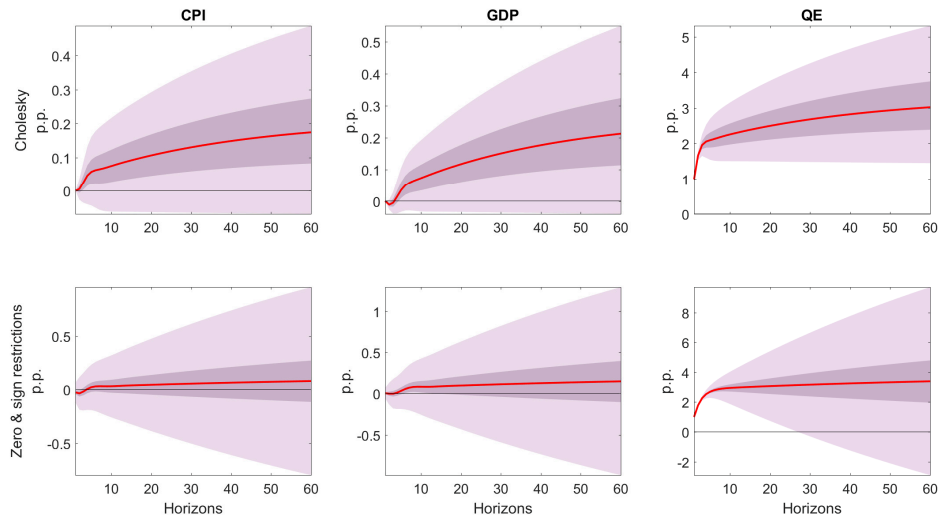 CPI GDP QE
Cholesky
p.p. p.p. p.p.
0.4 0.5 5
0.3 0.4 4
0.2 0.3 3
0.1 0.2 2
0 0.1 1
0 0
10 20 30 40 50 60 10 20 30 40 50 60 10 20 30 40 50 60
Zero & sign restrictions
p.p. p.p. p.p.
0.5 1 8
0 0.5 6
-0.5 0 4
-0.5 2
0
-2
10 20 30 40 50 60 10 20 30 40 50 60 10 20 30 40 50 60
Horizons Horizons Horizons